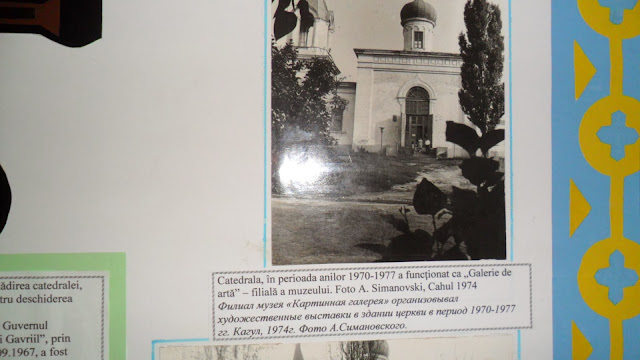 Catedrala, în perioada anilor 1970-1977 a funcţionat ca „Galerie de
artă” – filială a muzeului. Foto A. Simanovski, Cahul 1974
Филиал музея «Картинная галерея» организовывал
художественные выставки в здании церкви в период 1970-1977
гг. Кагул, 1974г. Фото А.Симановского.
ădirea catedralei,
tru deschiderea
Guvernul
i Gavriil”, prin
09.1967, a fost